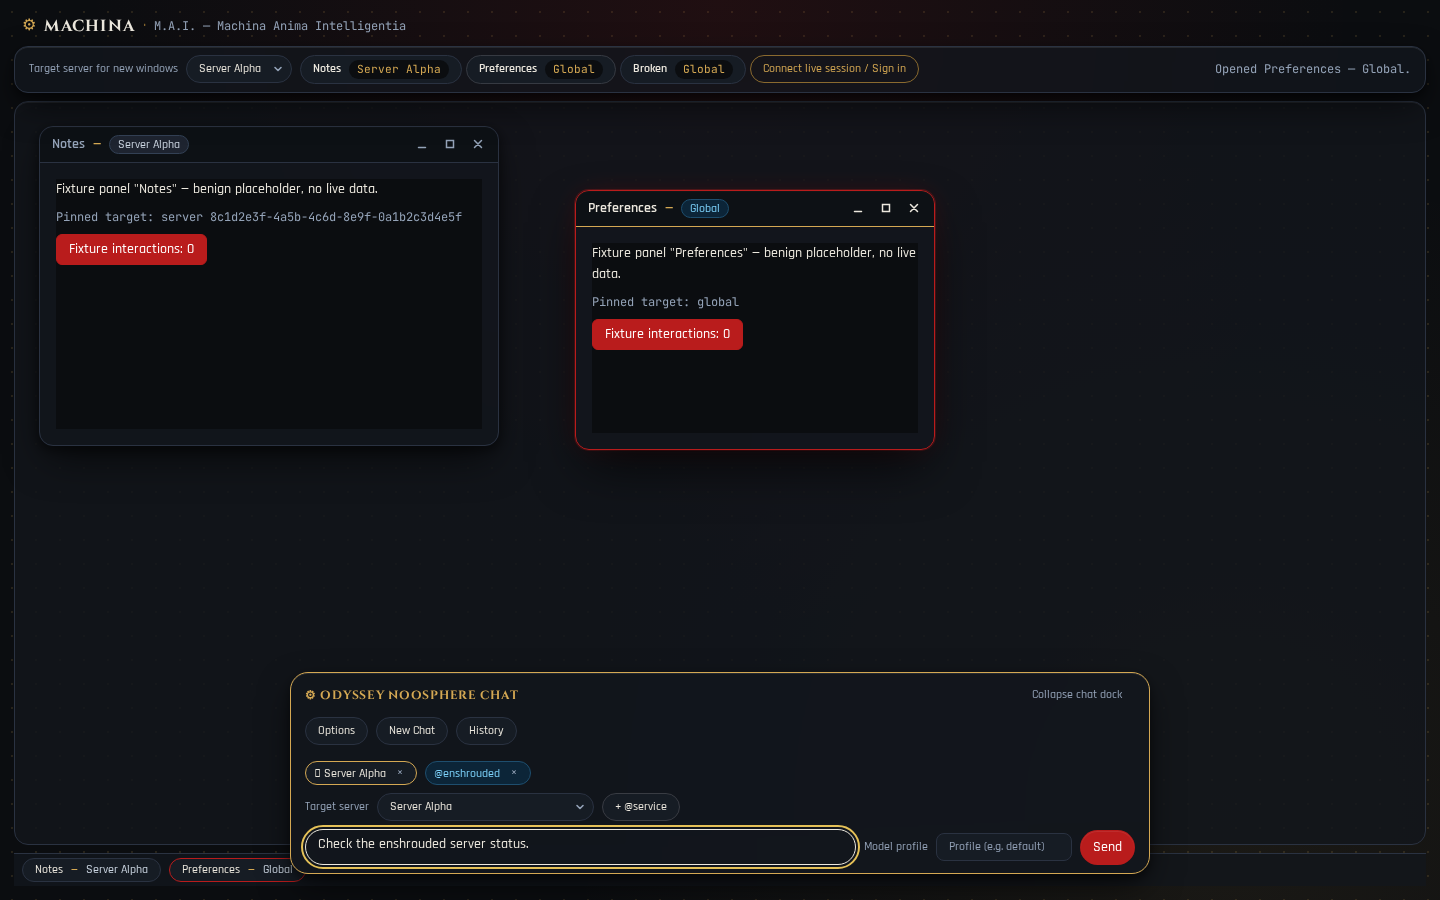 MACHINA · M.A.I. — Machina Anima Intelligentia
Target server for new windows Server Alpha Notes Server Alpha Preferences Global Broken Global Connect live session / Sign in Opened Preferences — Global.
Notes — Server Alpha
Fixture panel "Notes" — benign placeholder, no live data.
Pinned target: server 8c1d2e3f-4a5b-4c6d-8e9f-0a1b2c3d4e5f
Fixture interactions: 0
Preferences — Global
Fixture panel "Preferences" — benign placeholder, no live
data.
Pinned target: global
Fixture interactions: 0
ODYSSEY NOOSPHERE CHAT Collapse chat dock
Options New Chat History
Server Alpha × @enshrouded ×
Target server Server Alpha + @service
Check the enshrouded server status. Model profile Profile (e.g. default) Send
Notes — Server Alpha Preferences — Global